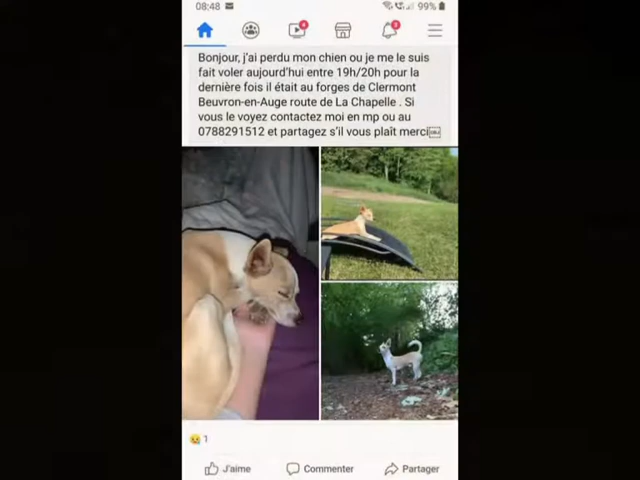 08:48 99%
4 3
Bonjour, j'ai perdu mon chien ou je me le suis
fait voler aujourd'hui entre 19h/20h pour la
dernière fois il était au forges de Clermont
Beuvron-en-Auge route de La Chapelle . Si
vous le voyez contactez moi en mp ou au
0788291512 et partagez s'il vous plaît merci
1
J'aime Commenter Partager